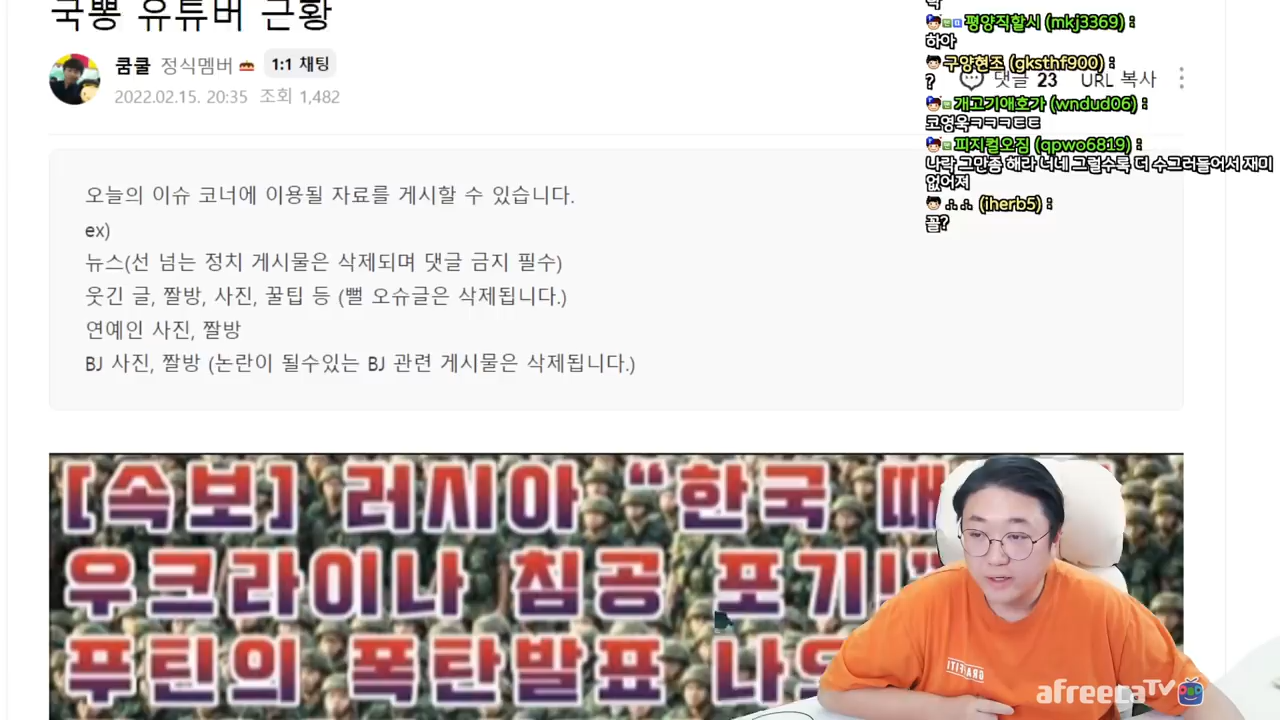 국뽕 유튜버 근황
쿰쿨 정식멤버 1:1 채팅
2022.02.15. 20:35 조회 1,482
댓글 23 URL 복사
오늘의 이슈 코너에 이용될 자료를 게시할 수 있습니다.
ex)
뉴스(선 넘는 정치 게시물은 삭제되며 댓글 금지 필수)
웃긴 글, 짤방, 사진, 꿀팁 등 (뻘 오슈글은 삭제됩니다.)
연예인 사진, 짤방
BJ 사진, 짤방 (논란이 될수있는 BJ 관련 게시물은 삭제됩니다.)
[속보] 러시아 “한국 때
우크라이나 침공 포기!”
푸틴의 폭탄발표 나
평양직할시 (mkj3369) :
하아
구양현조 (gksthf900) :
?
개고기애호가 (wndud06) :
코영욱ㅋㅋㅋㅌㅌ
피지컬오짐 (qpwo6819) :
나락 그만좀 해라 너네 그럴수록 더 수그러들어서 재미
없어져
∴∴ (iherb5) :
꼴?
GRAFFITI
afreecaTV